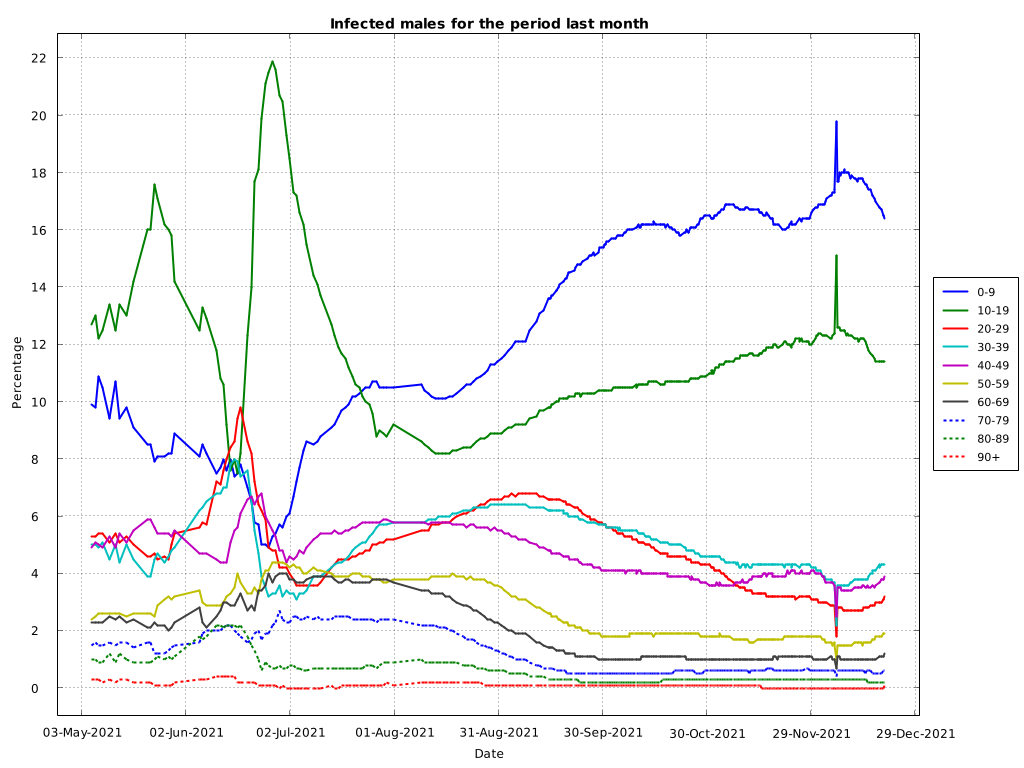 Infected males for the period last month
Percentage
22
20
18
16
14
12
10
8
6
4
2
0
03-May-2021
02-Jun-2021
02-Jul-2021
01-Aug-2021
31-Aug-2021
30-Sep-2021
30-Oct-2021
29-Nov-2021
29-Dec-2021
Date
0-9
10-19
20-29
30-39
40-49
50-59
60-69
70-79
80-89
90+